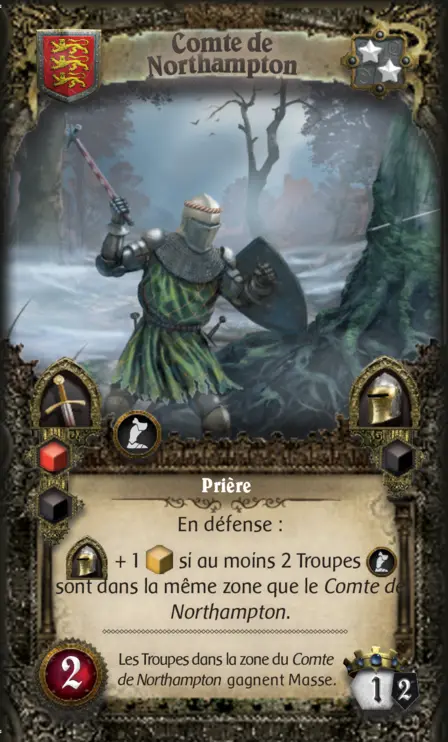 Comte de
Northampton
Prière
En défense :
+ 1 si au moins 2 Troupes
sont dans la même zone que le Comte de
Northampton.
Les Troupes dans la zone du Comte
de Northampton gagnent Masse.
2
1 2